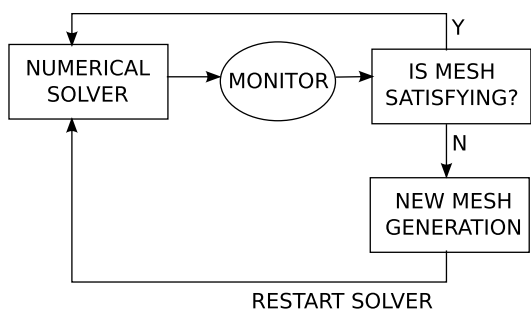 Y
NUMERICAL
SOLVER
MONITOR
IS MESH
SATISFYING?
N
NEW MESH
GENERATION
RESTART SOLVER